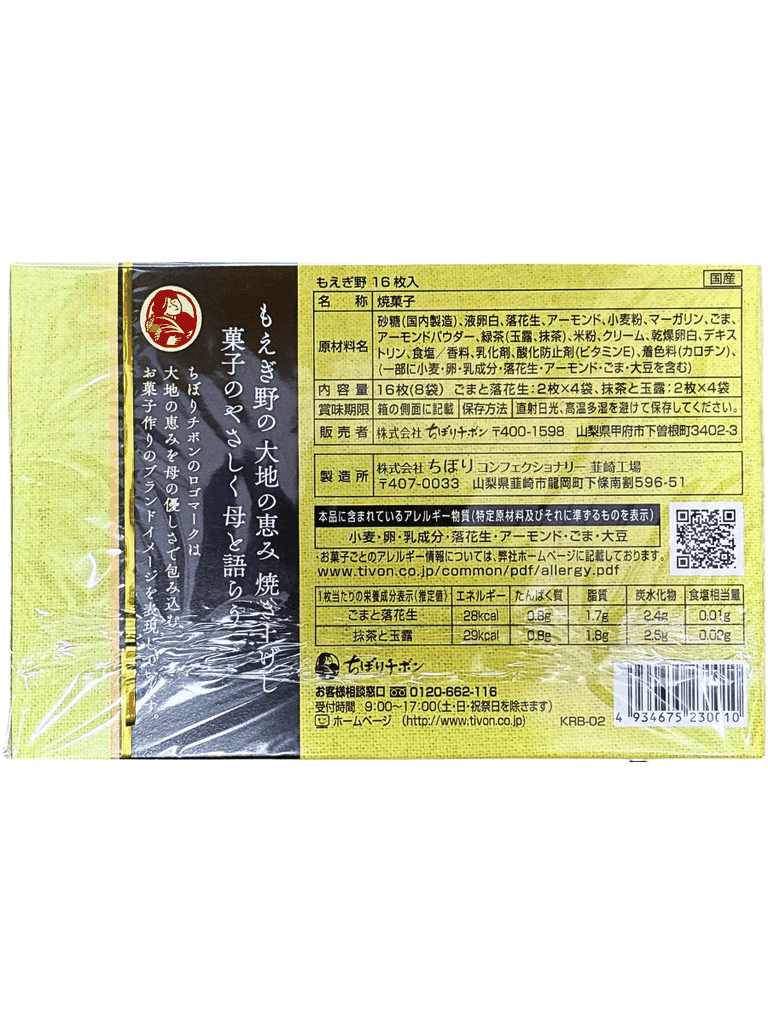 もえぎ野の大地の恵み 焼き上げし
菓子のやさしく母と語らう
ちぼりチボンのロゴマークは
大地の恵みを母の優しさで包み込む、
お菓子作りのブランドイメージを表現しています。
もえぎ野 16枚入 国産
名称 焼菓子
原材料名 砂糖(国内製造)、液卵白、落花生、アーモンド、小麦粉、マーガリン、ごま、
アーモンドパウダー、緑茶(玉露、抹茶)、米粉、クリーム、乾燥卵白、デキス
トリン、食塩/香料、乳化剤、酸化防止剤(ビタミンE)、着色料(カロチン)、
(一部に小麦・卵・乳成分・落花生・アーモンド・ごま・大豆を含む)
内容量 16枚(8袋) ごまと落花生:2枚×4袋、抹茶と玉露:2枚×4袋
賞味期限 箱の側面に記載 保存方法 直射日光、高温多湿を避けて保存してください。
販売者 株式会社 ちぼりチボン 〒400-1598 山梨県甲府市下曽根町3402-3
製造所 株式会社 ちぼり コンフェクショナリー 韮崎工場
〒407-0033 山梨県韮崎市龍岡町下條南割596-51
本品に含まれているアレルギー物質(特定原材料及びそれに準ずるものを表示)
小麦・卵・乳成分・落花生・アーモンド・ごま・大豆
・お菓子ごとのアレルギー情報については、弊社ホームページに記載しております。
www.tivon.co.jp/common/pdf/allergy.pdf
1枚当たりの栄養成分表示(推定値) エネルギー たんぱく質 脂質 炭水化物 食塩相当量
ごまと落花生 28kcal 0.8g 1.7g 2.4g 0.01g
抹茶と玉露 29kcal 0.8g 1.8g 2.5g 0.02g
ちぼりチボン
お客様相談窓口 0120-662-116
受付時間 9:00~17:00(土・日・祝祭日を除きます)
ホームページ (http://www.tivon.co.jp) KRB-02
4 934675 230010